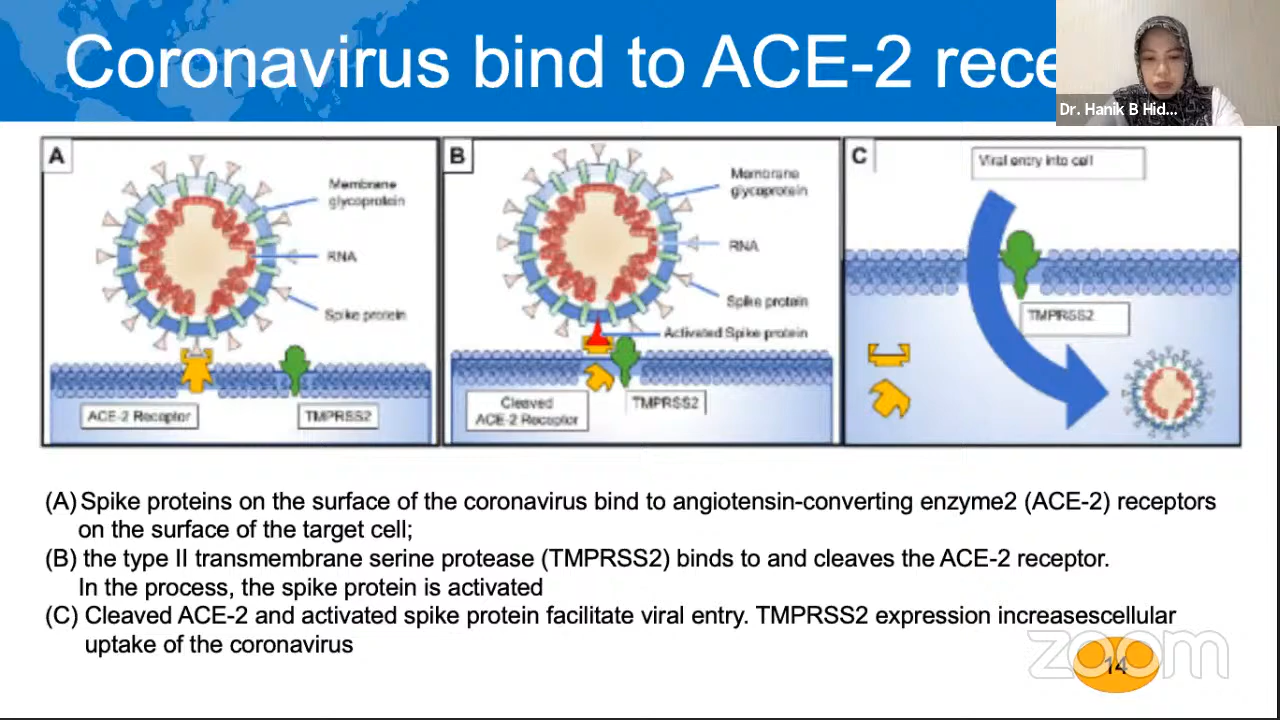 Coronavirus bind to ACE-2 rece
Dr. Hanik B Hid...
A
Membrane
glycoprotein
RNA
Spike protein
ACE-2 Receptor
TMPRSS2
B
Membrane
glycoprotein
RNA
Spike protein
Activated Spike protein
Cleaved
ACE-2 Receptor
TMPRSS2
C
Viral entry into cell
TMPRSS2
(A) Spike proteins on the surface of the coronavirus bind to angiotensin-converting enzyme2 (ACE-2) receptors
on the surface of the target cell;
(B) the type II transmembrane serine protease (TMPRSS2) binds to and cleaves the ACE-2 receptor.
In the process, the spike protein is activated
(C) Cleaved ACE-2 and activated spike protein facilitate viral entry. TMPRSS2 expression increasescellular
uptake of the coronavirus
zoom
14